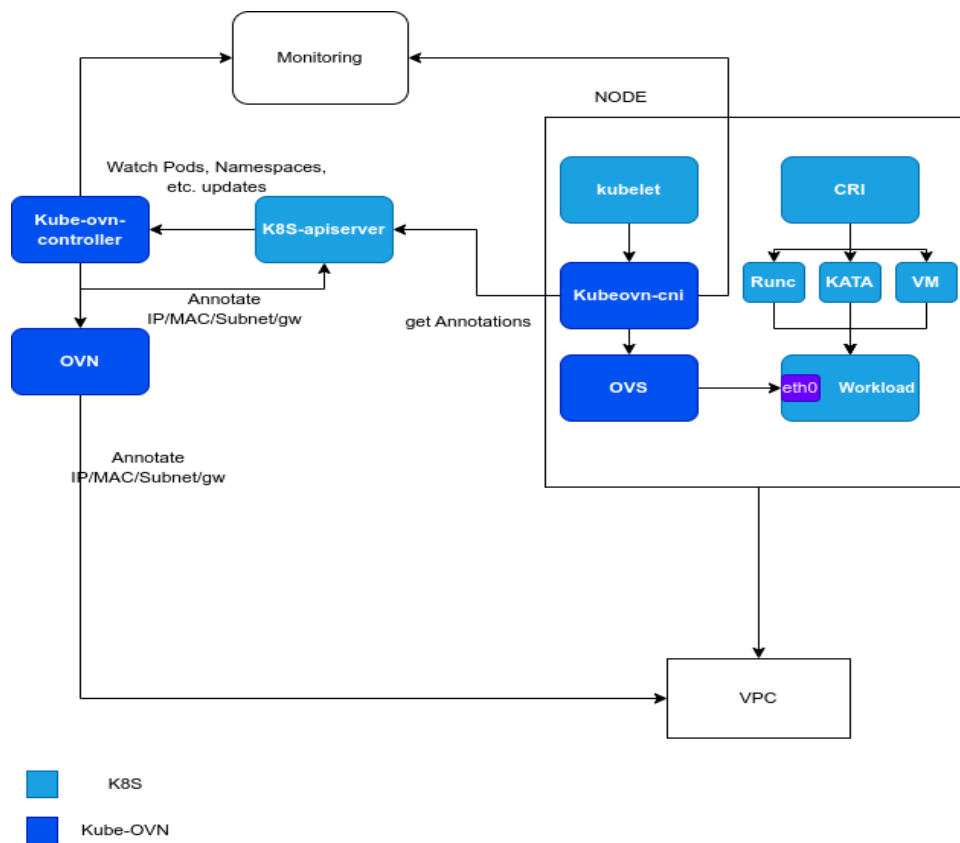 Monitoring
NODE
Watch Pods, Namespaces,
etc. updates
kubelet
CRI
Kube-ovn-
controller
K8S-apiserver
Runc
KATA
VM
Kubeovn-cni
Annotate
IP/MAC/Subnet/gw
get Annotations
OVN
OVS
eth0
Workload
Annotate
IP/MAC/Subnet/gw
VPC
K8S
Kube-OVN